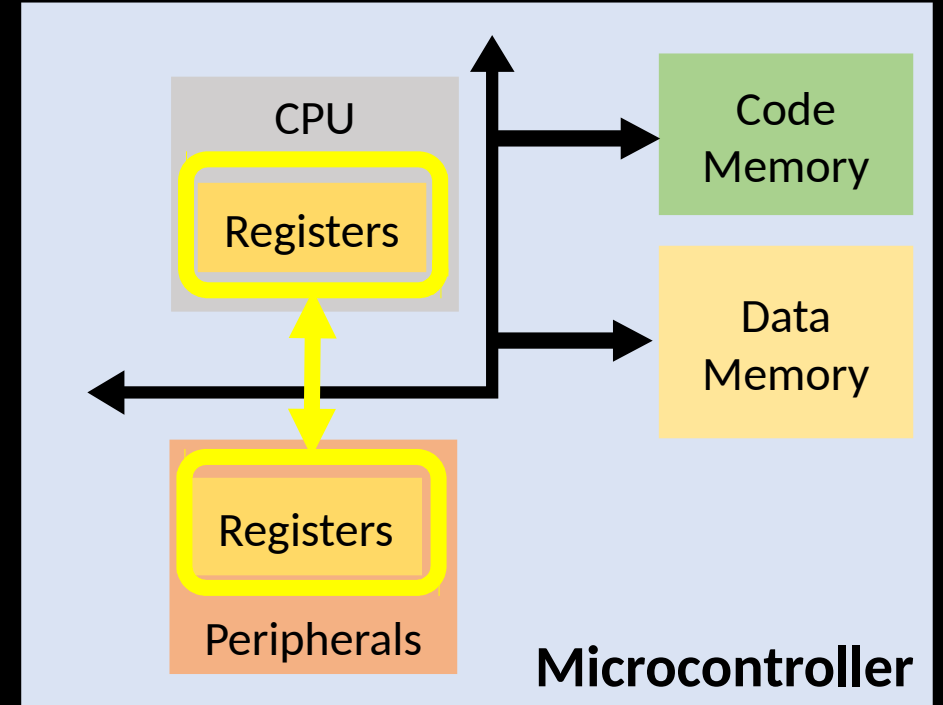 CPU
Registers
Code
Memory
Data
Memory
Registers
Peripherals
Microcontroller